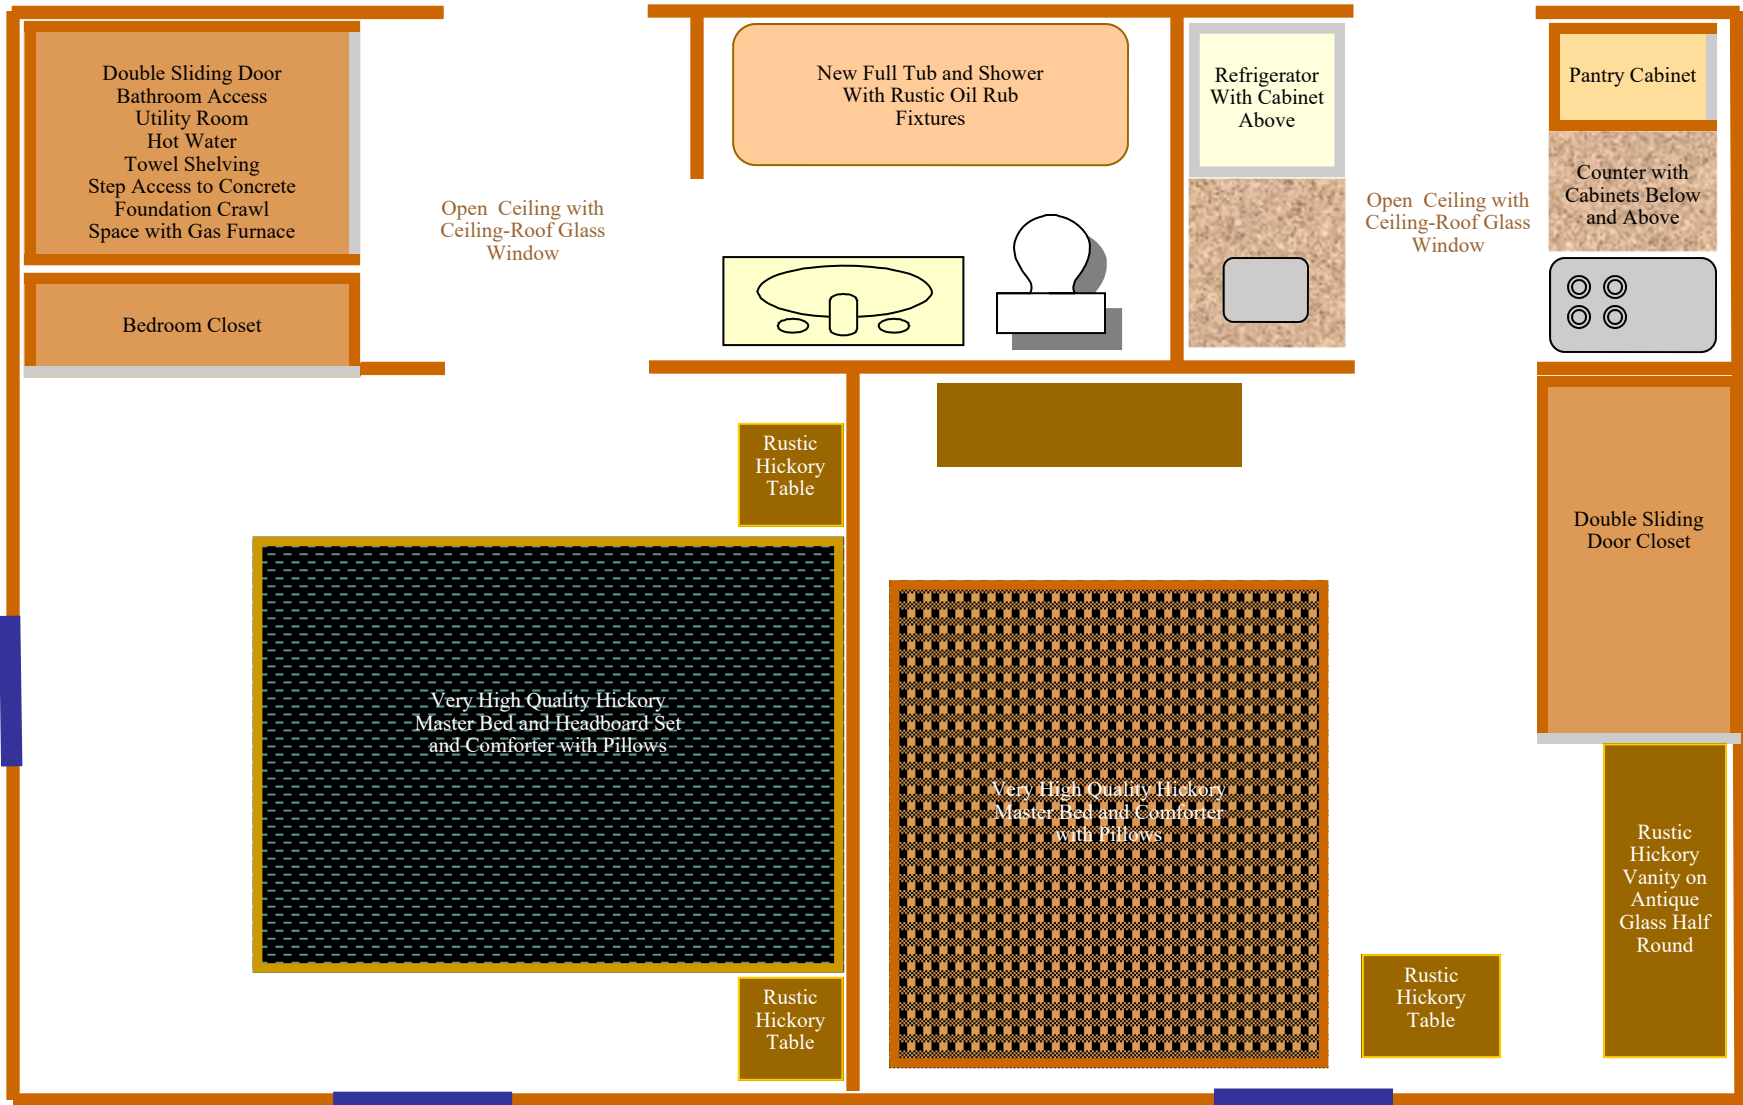 Double Sliding Door
Bathroom Access
Utility Room
Hot Water
Towel Shelving
Step Access to Concrete
Foundation Crawl
Space with Gas Furnace
Bedroom Closet
Open Ceiling with
Ceiling-Roof Glass
Window
New Full Tub and Shower
With Rustic Oil Rub
Fixtures
Refrigerator
With Cabinet
Above
Open Ceiling with
Ceiling-Roof Glass
Window
Pantry Cabinet
Counter with
Cabinets Below
and Above
Rustic
Hickory
Table
Double Sliding
Door Closet
Very High Quality Hickory
Master Bed and Headboard Set
and Comforter with Pillows
Very High Quality Hickory
Master Bed and Comforter
with Pillows
Rustic
Hickory
Vanity on
Antique
Glass Half
Round
Rustic
Hickory
Table
Rustic
Hickory
Table